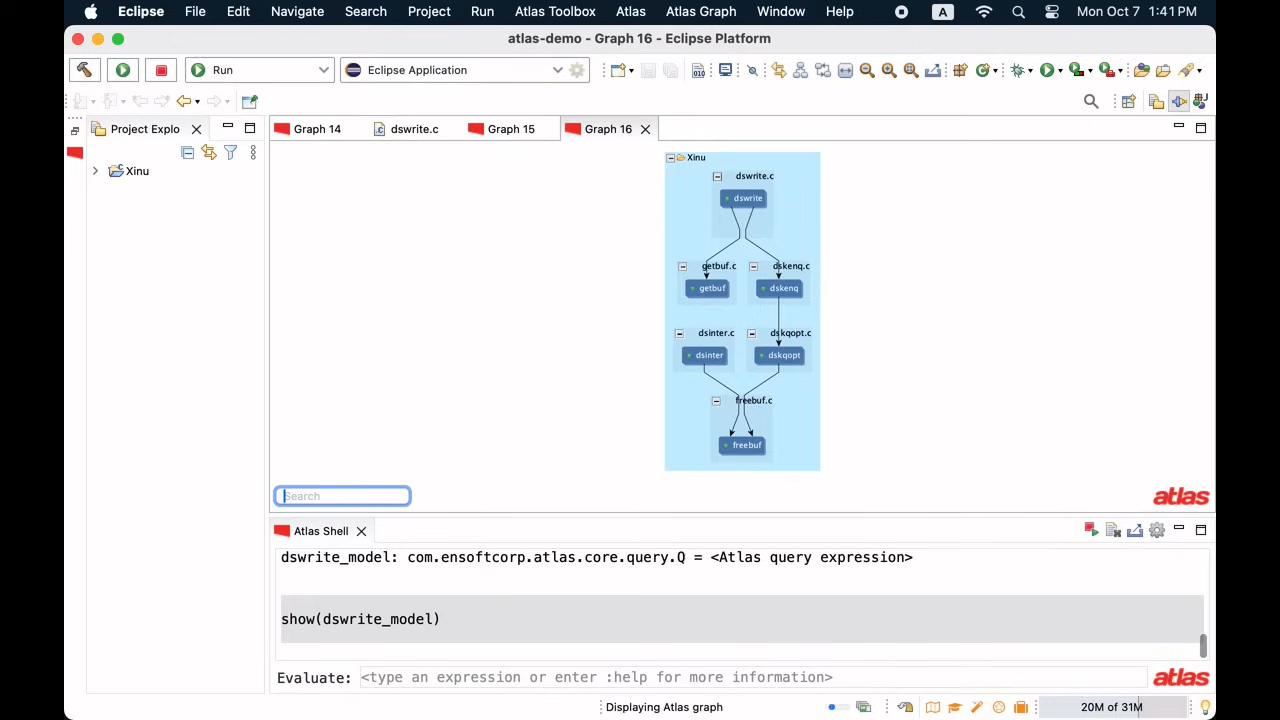 Eclipse File Edit Navigate Search Project Run Atlas Toolbox Atlas Atlas Graph Window Help A Mon Oct 7 1:41 PM
atlas-demo - Graph 16 - Eclipse Platform
Run Eclipse Application 010
Project Explo Graph 14 dswrite.c Graph 15 Graph 16
Xinu
Xinu
dswrite.c
dswrite
getbuf.c dskenq.c
getbuf dskenq
dsinter.c dskqopt.c
dsinter dskqopt
freebuf.c
freebuf
Search
atlas
Atlas Shell
dswrite_model: com.ensoftcorp.atlas.core.query.Q = <Atlas query expression>
show(dswrite_model)
Evaluate: <type an expression or enter :help for more information>
atlas
Displaying Atlas graph 20M of 31M